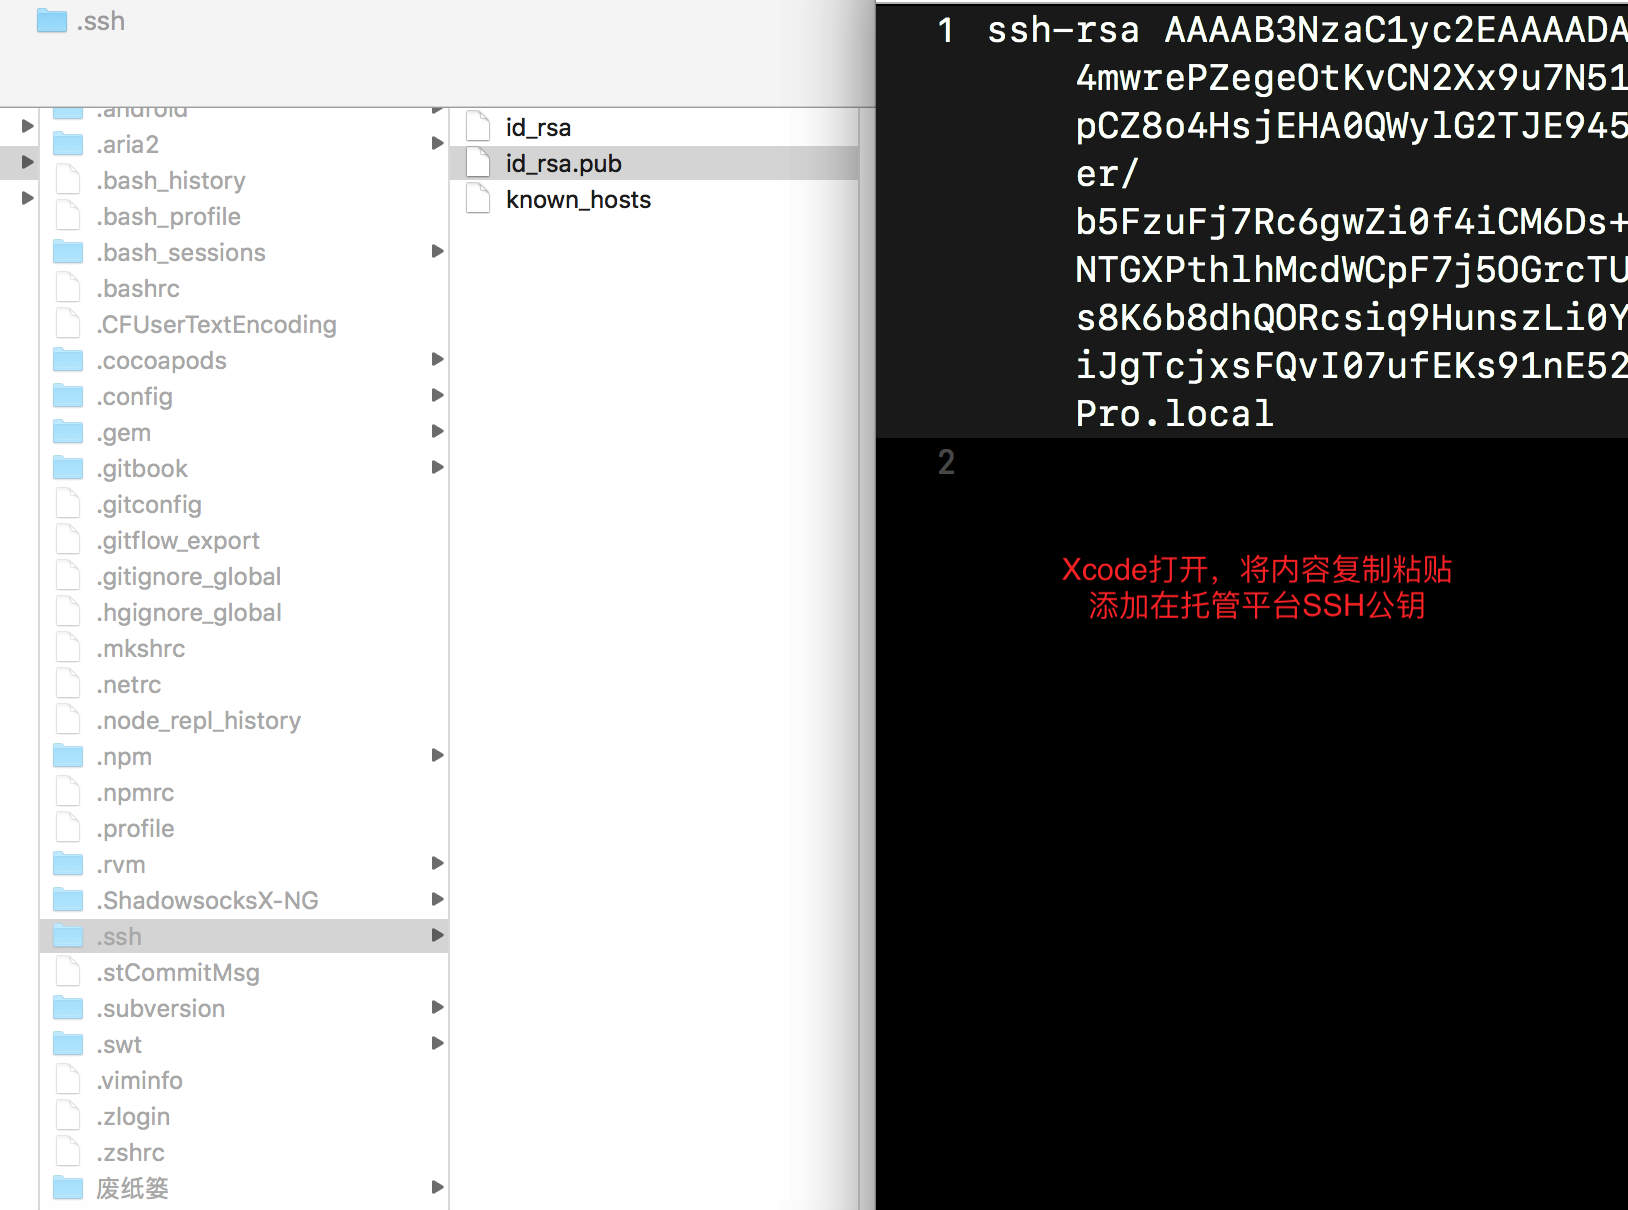 .ssh
.android
.aria2
.bash_history
.bash_profile
.bash_sessions
.bashrc
.CFUserTextEncoding
.cocoapods
.config
.gem
.gitbook
.gitconfig
.gitflow_export
.gitignore_global
.hgignore_global
.mkshrc
.netrc
.node_repl_history
.npm
.npmrc
.profile
.rvm
.ShadowsocksX-NG
.ssh
.stCommitMsg
.subversion
.swt
.viminfo
.zlogin
.zshrc
废纸篓
id_rsa
id_rsa.pub
known_hosts
1 ssh-rsa AAAAB3NzaC1yc2EAAAADA
4mwrePZegeOtKvCN2Xx9u7N51
pCZ8o4HsjEHA0QWylG2TJE945
er/
b5FzuFj7Rc6gwZi0f4iCM6Ds+
NTGXPthlhMcdWCpF7j5OGrcTU
s8K6b8dhQORcsiq9HunszLi0Y
iJgTcjxsFQvI07ufEKs91nE52
Pro.local
2
Xcode打开，将内容复制粘贴
添加在托管平台SSH公钥